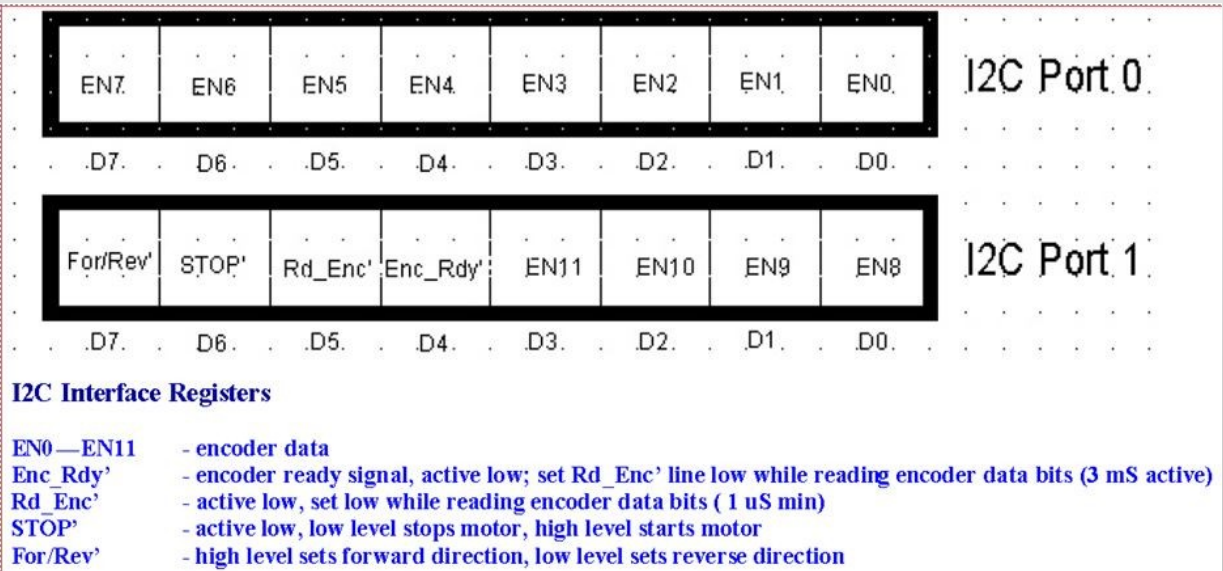 EN7 EN6 EN5 EN4 EN3 EN2 EN1 EN0 I2C Port 0
D7 D6 D5 D4 D3 D2 D1 D0
For/Rev' STOP' Rd_Enc' Enc_Rdy' EN11 EN10 EN9 EN8 I2C Port 1
D7 D6 D5 D4 D3 D2 D1 D0
I2C Interface Registers
EN0—EN11 - encoder data
Enc_Rdy’ - encoder ready signal, active low; set Rd_Enc’ line low while reading encoder data bits (3 mS active)
Rd_Enc’ - active low, set low while reading encoder data bits ( 1 uS min)
STOP’ - active low, low level stops motor, high level starts motor
For/Rev’ - high level sets forward direction, low level sets reverse direction